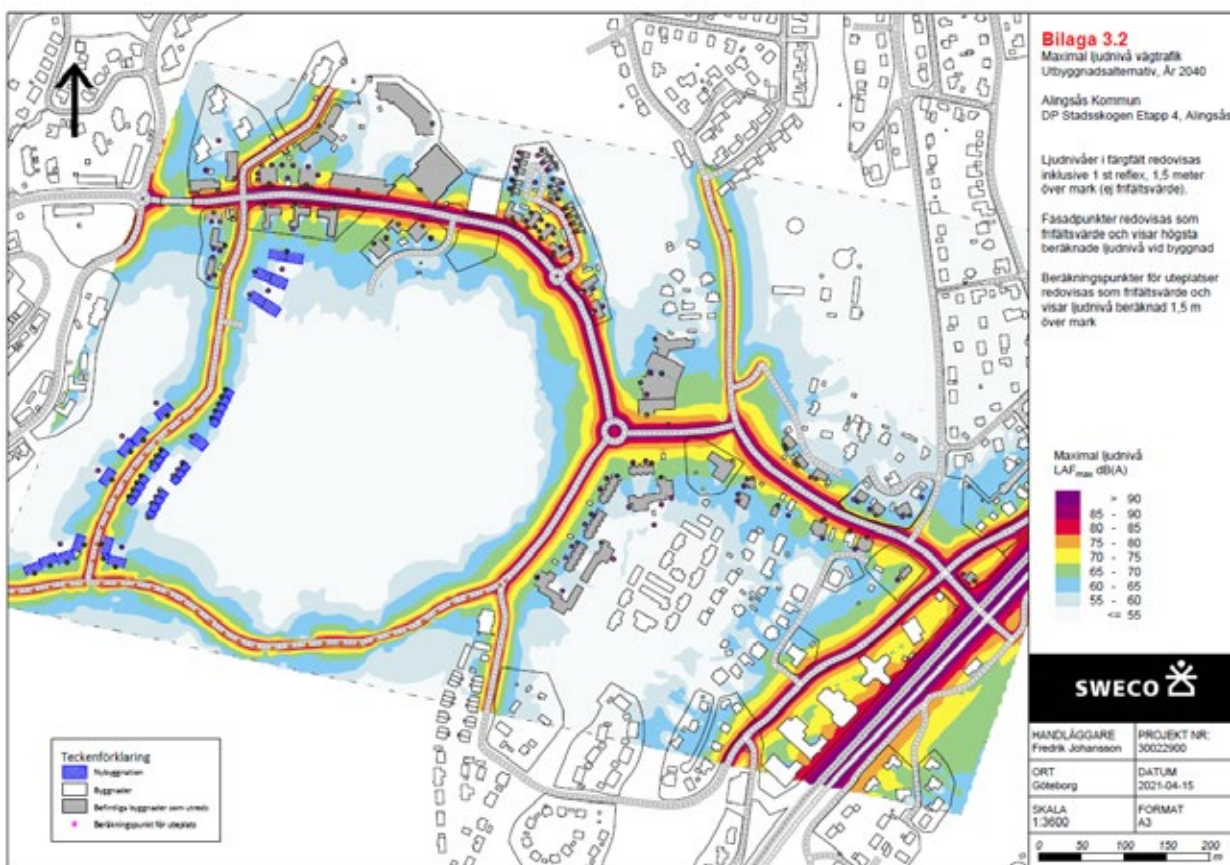 Bilaga 3.2
Maximal ljudnivå vägtrafik
Utbyggnadsalternativ, År 2040
Alingsås Kommun
DP Stadsskogen Etapp 4, Alingsås
Ljudnivåer i färgfält redovisas
inklusive 1 st reflex, 1,5 meter
över mark (ej frifältsvärde).
Fasadpunkter redovisas som
frifältsvärde och visar högsta
beräknade ljudnivå vid byggnad
Beräkningspunkter för uteplatser
redovisas som frifältsvärde och
visar ljudnivå beräknad 1,5 m
över mark
Maximal ljudnivå
LAFmax dB(A)
> 90
85 - 90
80 - 85
75 - 80
70 - 75
65 - 70
60 - 65
55 - 60
<= 55
SWECO
HANDLÄGGARE
Fredrik Johansson
PROJEKT NR:
30022900
ORT
Göteborg
DATUM
2021-04-15
SKALA
1:3600
FORMAT
A3
0 50 100 150 200
m
Teckenförklaring
Nybyggnation
Byggnader
Befintliga byggnader som utreds
Beräkningspunkt för uteplats